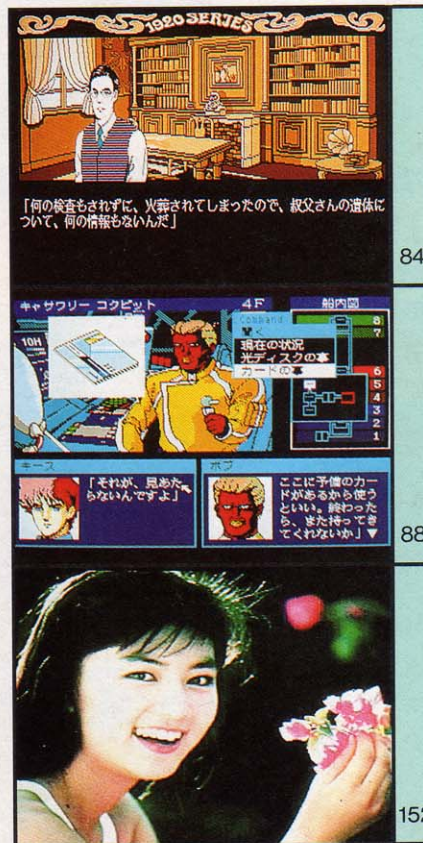 1920 SERIES
「何の検査もされずに、火葬されてしまったので、叔父さんの遺体に
ついて、何の情報もないんだ」
84
キャサワリー コクピット
4F
船内図
Command
聞く
現在の状況
光ディスクの事
カードの事
10H
8
7
6
5
4
3
2
1
キース
「それが、見あた
らないんですよ」
ボブ
ここに予備のカー
ドがあるから使う
といい。終わった
ら、また持ってき
てくれないか」▼
88
152